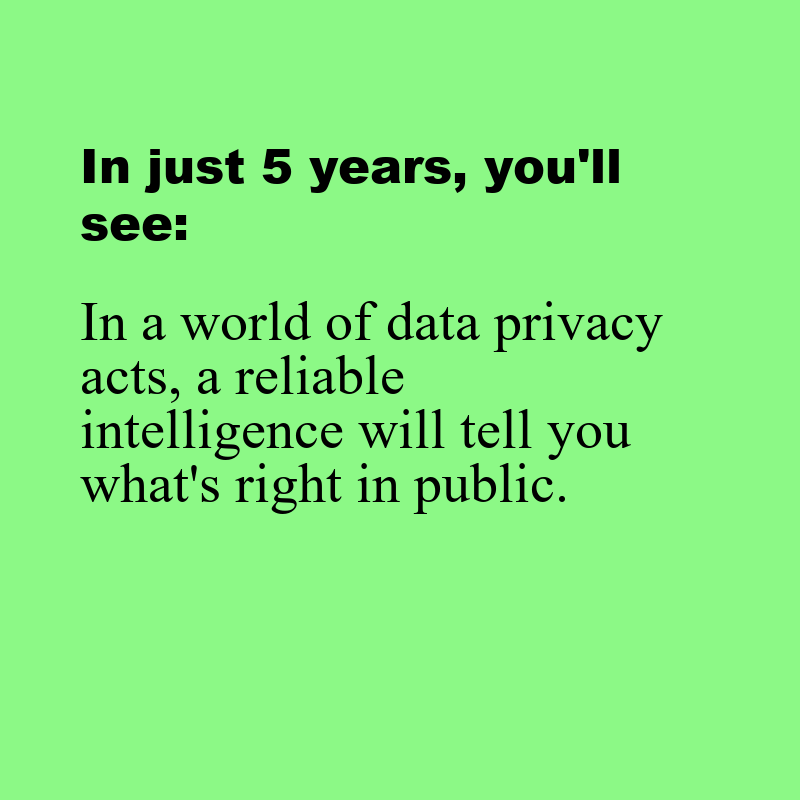 In just 5 years, you'll
see:
In a world of data privacy
acts, a reliable
intelligence will tell you
what's right in public.